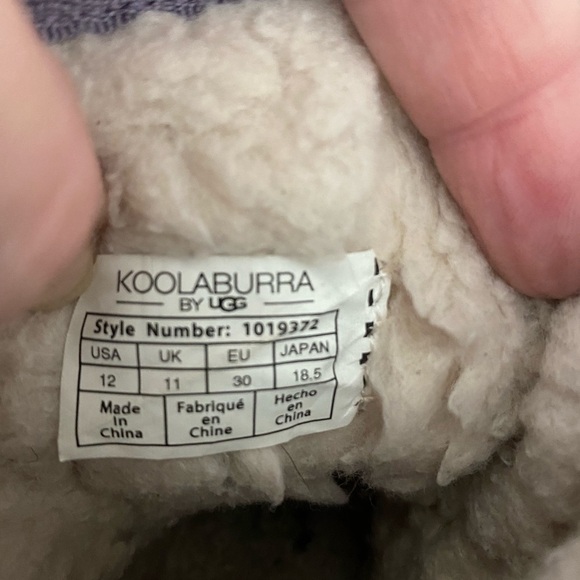 KOOLABURRA
BY UGG
Style Number: 1019372
USA UK EU JAPAN
12 11 30 18.5
Made in China
Fabriqué en Chine
Hecho en China